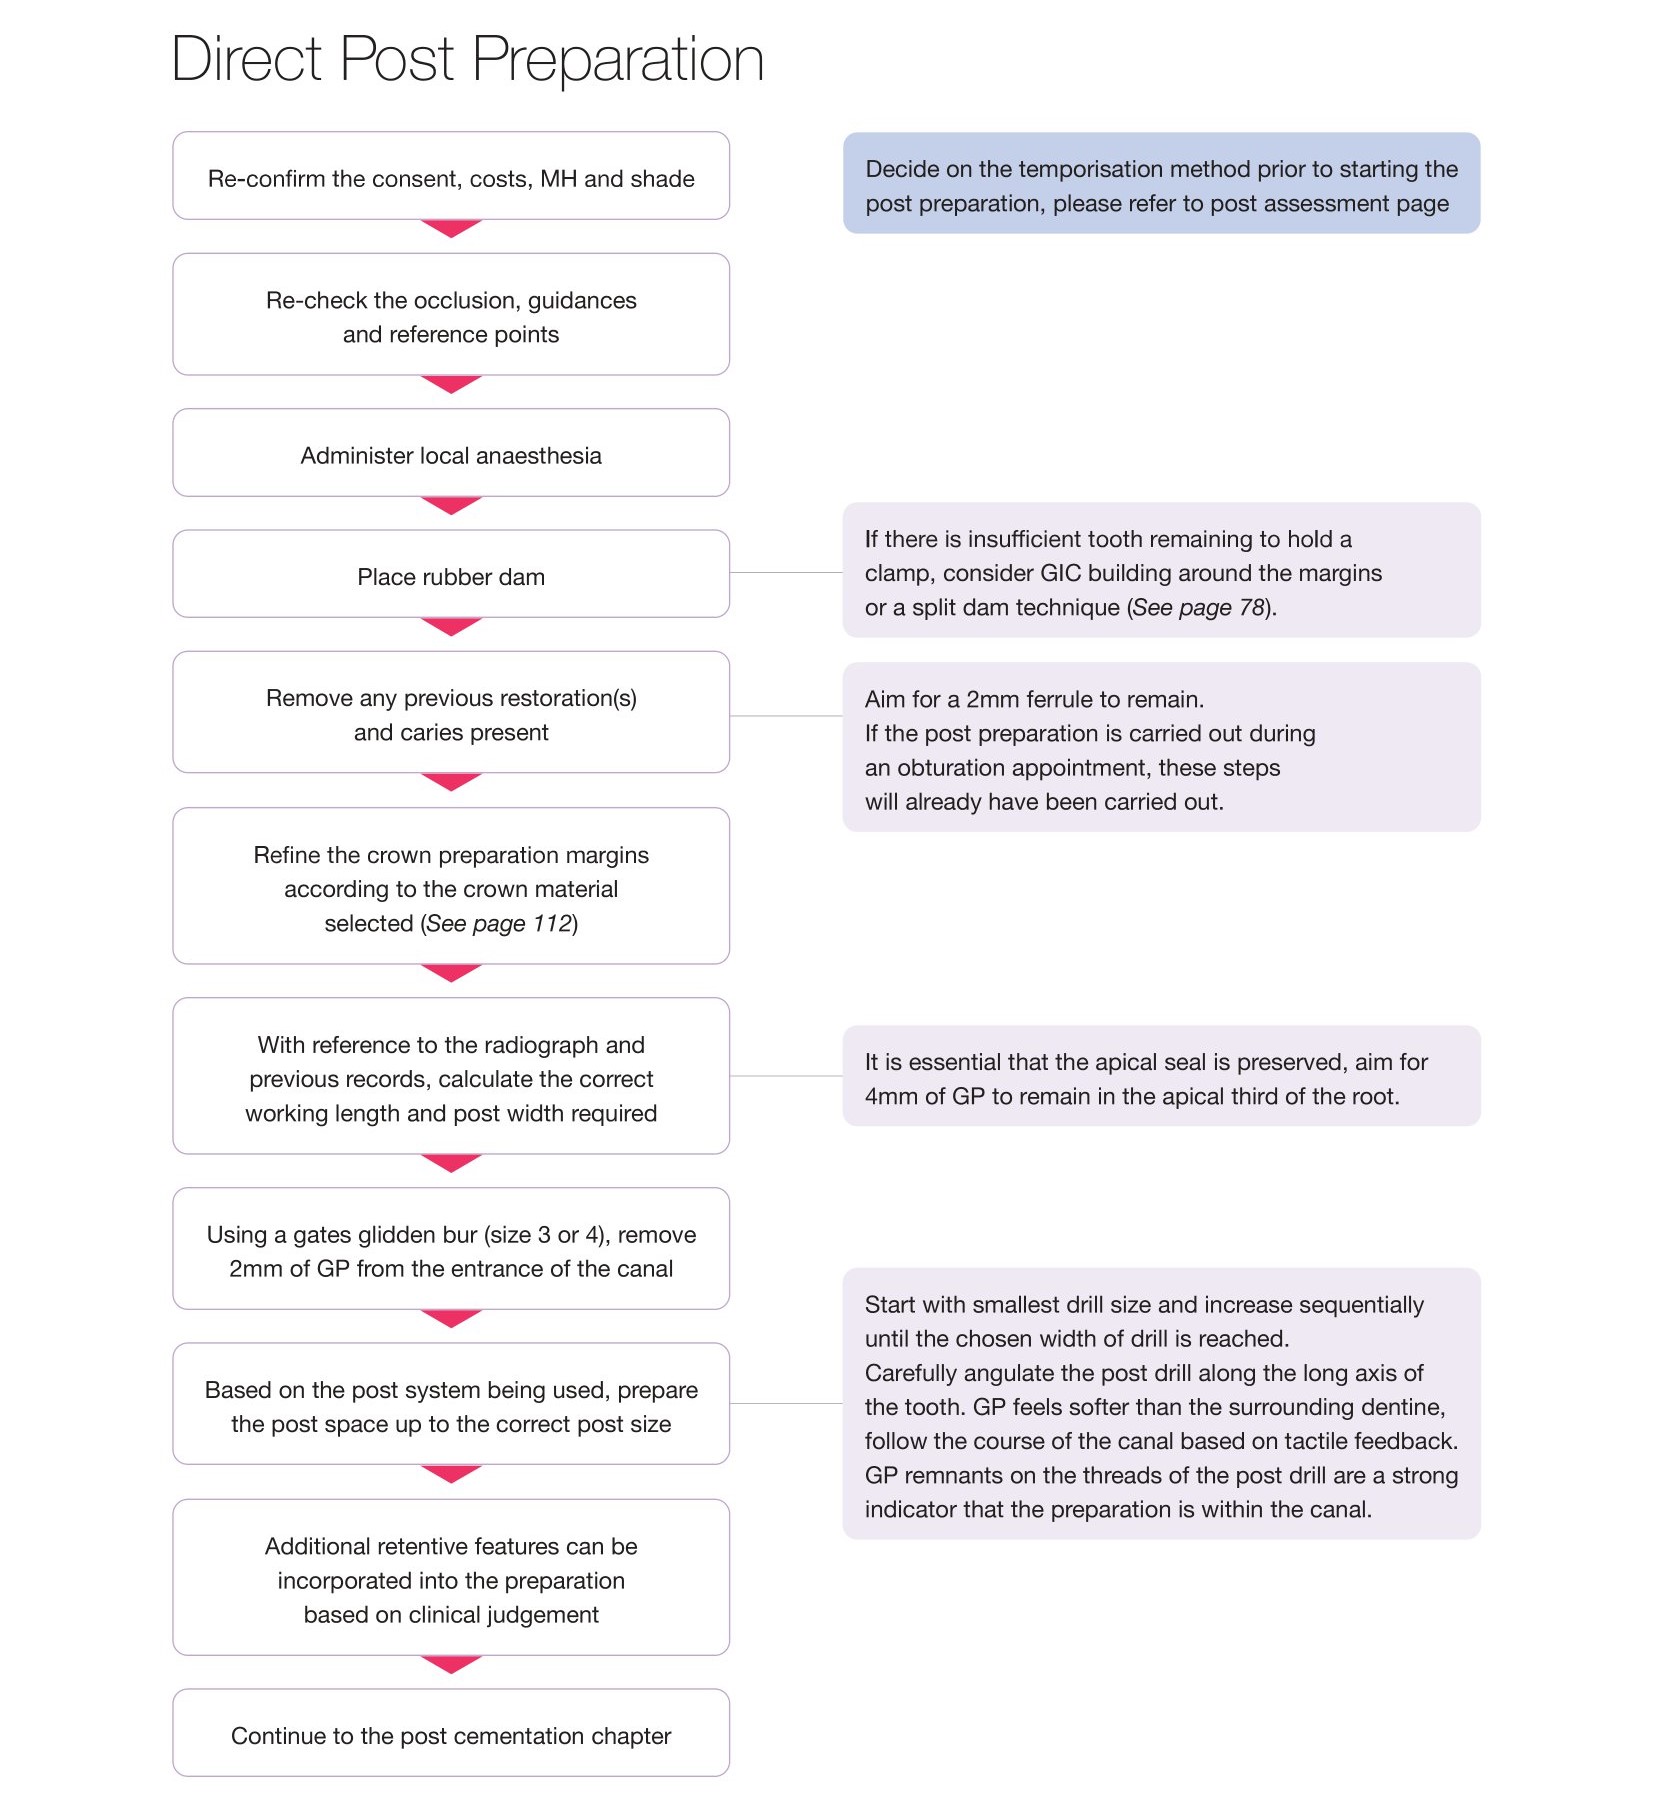 Direct Post Preparation
Re-confirm the consent, costs, MH and shade
Decide on the temporisation method prior to starting the
post preparation, please refer to post assessment page
Re-check the occlusion, guidances
and reference points
Administer local anaesthesia
Place rubber dam
If there is insufficient tooth remaining to hold a
clamp, consider GIC building around the margins
or a split dam technique (See page 78).
Remove any previous restoration(s)
and caries present
Aim for a 2mm ferrule to remain.
If the post preparation is carried out during
an obturation appointment, these steps
will already have been carried out.
Refine the crown preparation margins
according to the crown material
selected (See page 112)
With reference to the radiograph and
previous records, calculate the correct
working length and post width required
It is essential that the apical seal is preserved, aim for
4mm of GP to remain in the apical third of the root.
Using a gates glidden bur (size 3 or 4), remove
2mm of GP from the entrance of the canal
Based on the post system being used, prepare
the post space up to the correct post size
Start with smallest drill size and increase sequentially
until the chosen width of drill is reached.
Carefully angulate the post drill along the long axis of
the tooth. GP feels softer than the surrounding dentine,
follow the course of the canal based on tactile feedback.
GP remnants on the threads of the post drill are a strong
indicator that the preparation is within the canal.
Additional retentive features can be
incorporated into the preparation
based on clinical judgement
Continue to the post cementation chapter